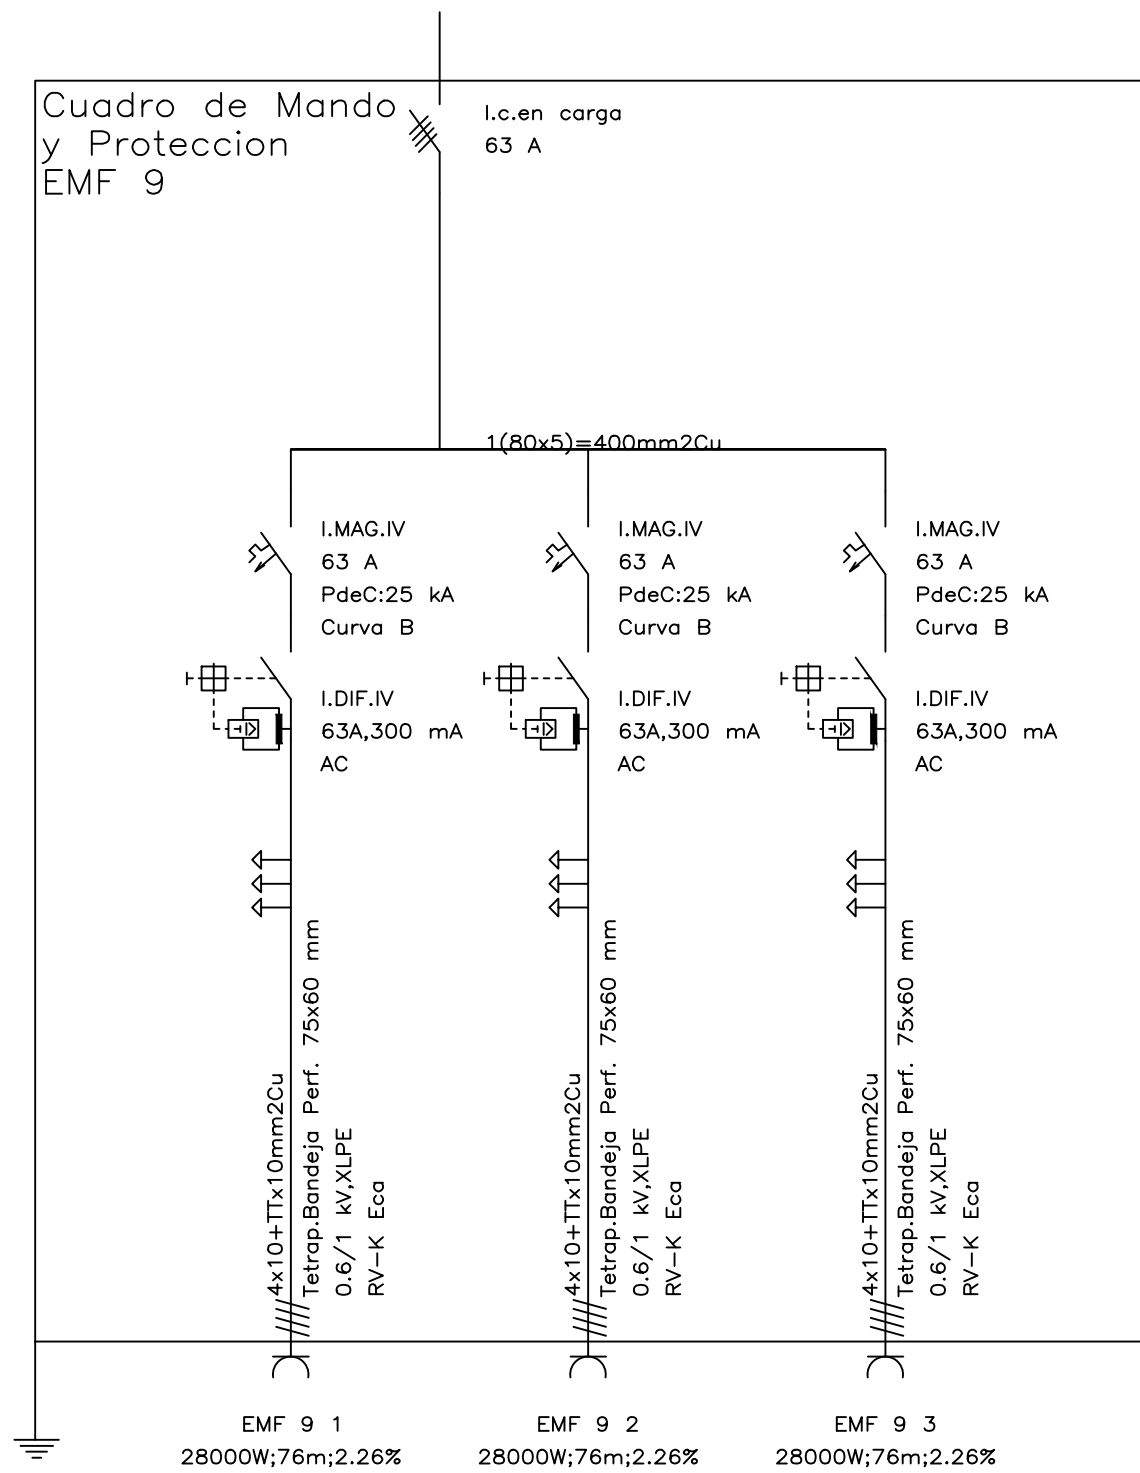 Cuadro de Mando
y Proteccion
EMF 9
I.c.en carga
63 A
1(80x5)=400mm2Cu
I.MAG.IV
63 A
PdeC:25 kA
Curva B
I.DIF.IV
63A,300 mA
AC
4x10+TTx10mm2Cu
Tetrap.Bandeja Perf. 75x60 mm
0.6/1 kV,XLPE
RV-K Eca
EMF 9 1
28000W;76m;2.26%
I.MAG.IV
63 A
PdeC:25 kA
Curva B
I.DIF.IV
63A,300 mA
AC
4x10+TTx10mm2Cu
Tetrap.Bandeja Perf. 75x60 mm
0.6/1 kV,XLPE
RV-K Eca
EMF 9 2
28000W;76m;2.26%
I.MAG.IV
63 A
PdeC:25 kA
Curva B
I.DIF.IV
63A,300 mA
AC
4x10+TTx10mm2Cu
Tetrap.Bandeja Perf. 75x60 mm
0.6/1 kV,XLPE
RV-K Eca
EMF 9 3
28000W;76m;2.26%